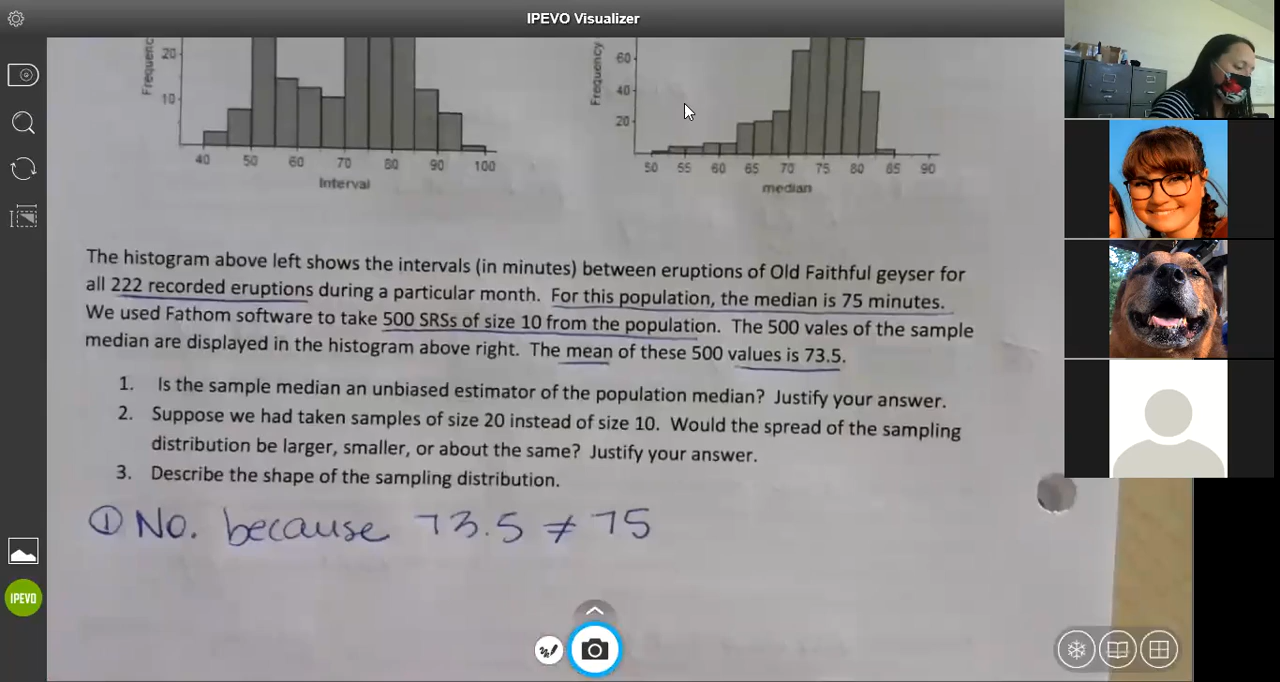 IPEVO Visualizer
20
10
40 50 60 70 80 90 100
Interval
Frequency
60
40
20
50 55 60 65 70 75 80 85 90
median
The histogram above left shows the intervals (in minutes) between eruptions of Old Faithful geyser for
all 222 recorded eruptions during a particular month. For this population, the median is 75 minutes.
We used Fathom software to take 500 SRSs of size 10 from the population. The 500 vales of the sample
median are displayed in the histogram above right. The mean of these 500 values is 73.5.
1. Is the sample median an unbiased estimator of the population median? Justify your answer.
2. Suppose we had taken samples of size 20 instead of size 10. Would the spread of the sampling
distribution be larger, smaller, or about the same? Justify your answer.
3. Describe the shape of the sampling distribution.
① No. because 73.5 ≠ 75
IPEVO